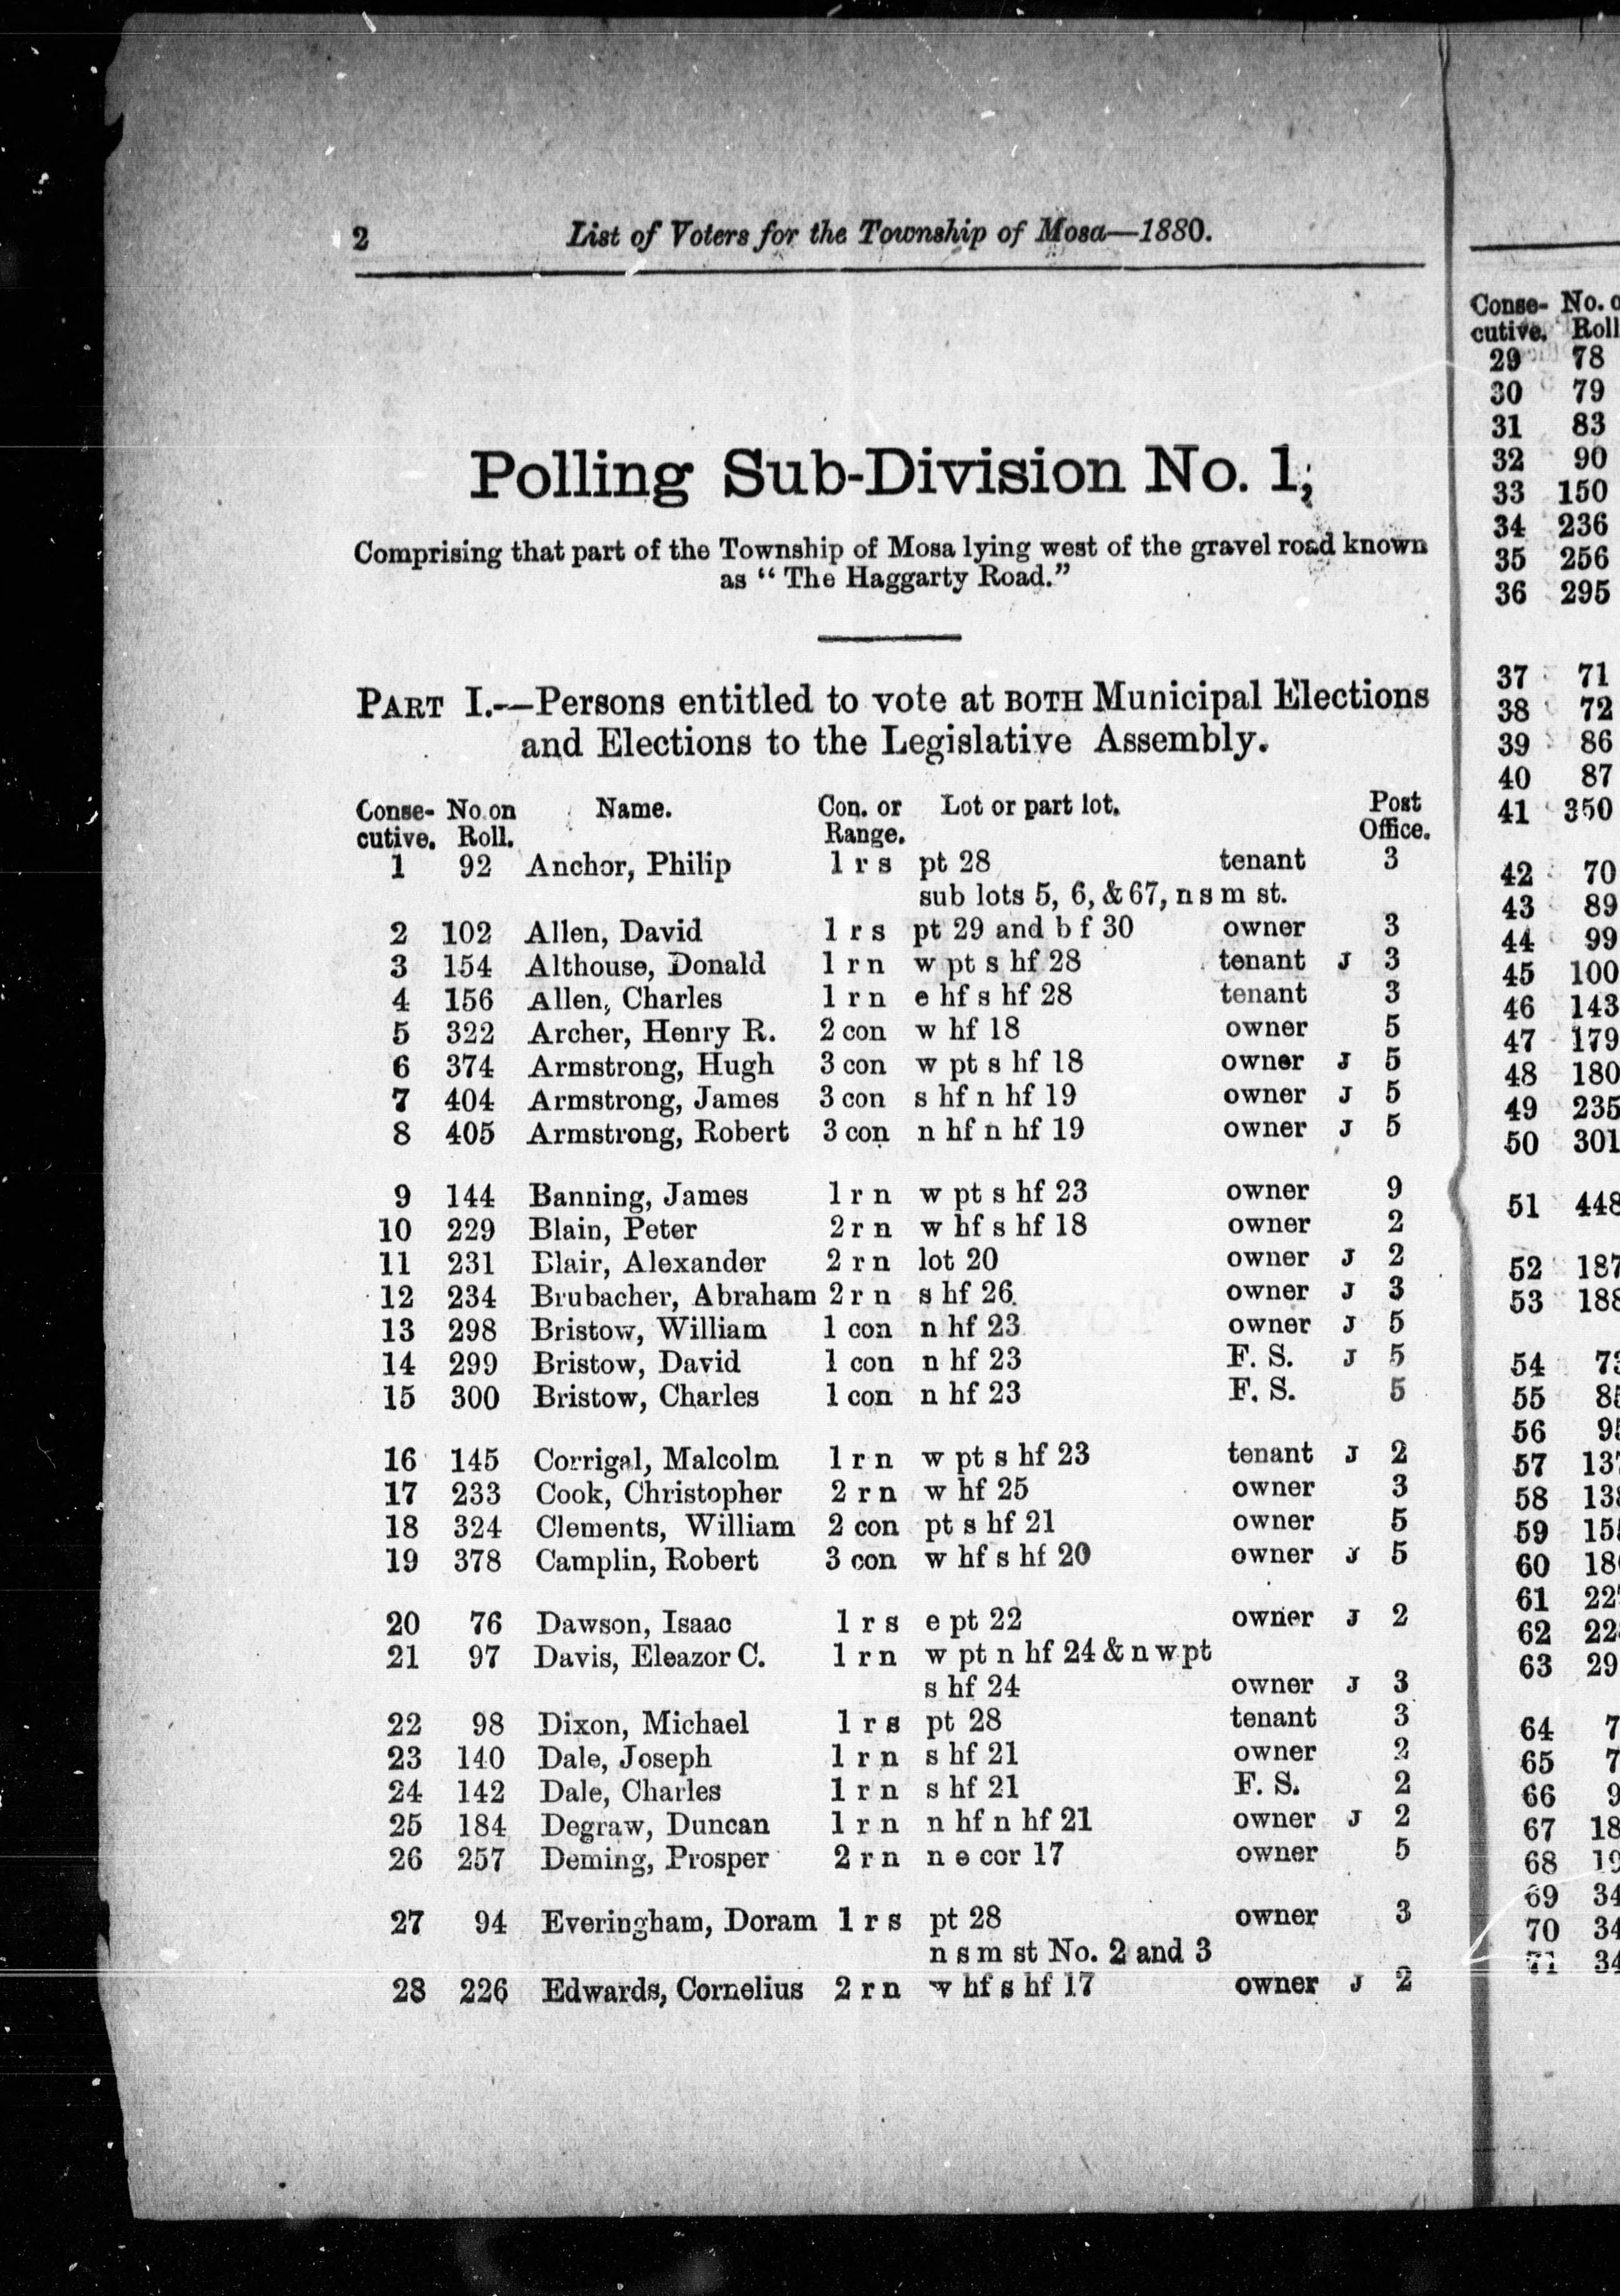 2 List of Voters for the Township of Mosa—1880.
Polling Sub-Division No. 1,
Comprising that part of the Township of Mosa lying west of the gravel road known
as “ The Haggarty Road.”
PART I.—Persons entitled to vote at BOTH Municipal Elections
and Elections to the Legislative Assembly.
Conse- No. on Name. Con. or Lot or part lot. Post
cutive. Roll. Range. Office.
1 92 Anchor, Philip 1 r s pt 28 tenant 3
sub lots 5, 6, & 67, n s m st.
2 102 Allen, David 1 r s pt 29 and b f 30 owner 3
3 154 Althouse, Donald 1 r n w pt s hf 28 tenant J 3
4 156 Allen, Charles 1 r n e hf s hf 28 tenant 3
5 322 Archer, Henry R. 2 con w hf 18 owner 5
6 374 Armstrong, Hugh 3 con w pt s hf 18 owner J 5
7 404 Armstrong, James 3 con s hf n hf 19 owner J 5
8 405 Armstrong, Robert 3 con n hf n hf 19 owner J 5
9 144 Banning, James 1 r n w pt s hf 23 owner 9
10 229 Blain, Peter 2 r n w hf s hf 18 owner 2
11 231 Blair, Alexander 2 r n lot 20 owner J 2
12 234 Brubacher, Abraham 2 r n s hf 26 owner J 3
13 298 Bristow, William 1 con n hf 23 owner J 5
14 299 Bristow, David 1 con n hf 23 F. S. J 5
15 300 Bristow, Charles 1 con n hf 23 F. S. 5
16 145 Corrigal, Malcolm 1 r n w pt s hf 23 tenant J 2
17 233 Cook, Christopher 2 r n w hf 25 owner 3
18 324 Clements, William 2 con pt s hf 21 owner 5
19 378 Camplin, Robert 3 con w hf s hf 20 owner J 5
20 76 Dawson, Isaac 1 r s e pt 22 owner J 2
21 97 Davis, Eleazor C. 1 r n w pt n hf 24 & n w pt
s hf 24 owner J 3
22 98 Dixon, Michael 1 r s pt 28 tenant 3
23 140 Dale, Joseph 1 r n s hf 21 owner 2
24 142 Dale, Charles 1 r n s hf 21 F. S. 2
25 184 Degraw, Duncan 1 r n n hf n hf 21 owner J 2
26 257 Deming, Prosper 2 r n n e cor 17 owner 5
27 94 Everingham, Doram 1 r s pt 28 owner 3
n s m st No. 2 and 3
28 226 Edwards, Cornelius 2 r n w hf s hf 17 owner J 2
Conse- No.
cutive. Roll
29 78
30 79
31 83
32 90
33 150
34 236
35 256
36 295
37 71
38 72
39 86
40 87
41 350
42 70
43 89
44 99
45 100
46 143
47 179
48 180
49 235
50 301
51 448
52 187
53 188
54
55
56
57 137
58
59
60
61
62
63
64
65
66
67
68
69
70
71